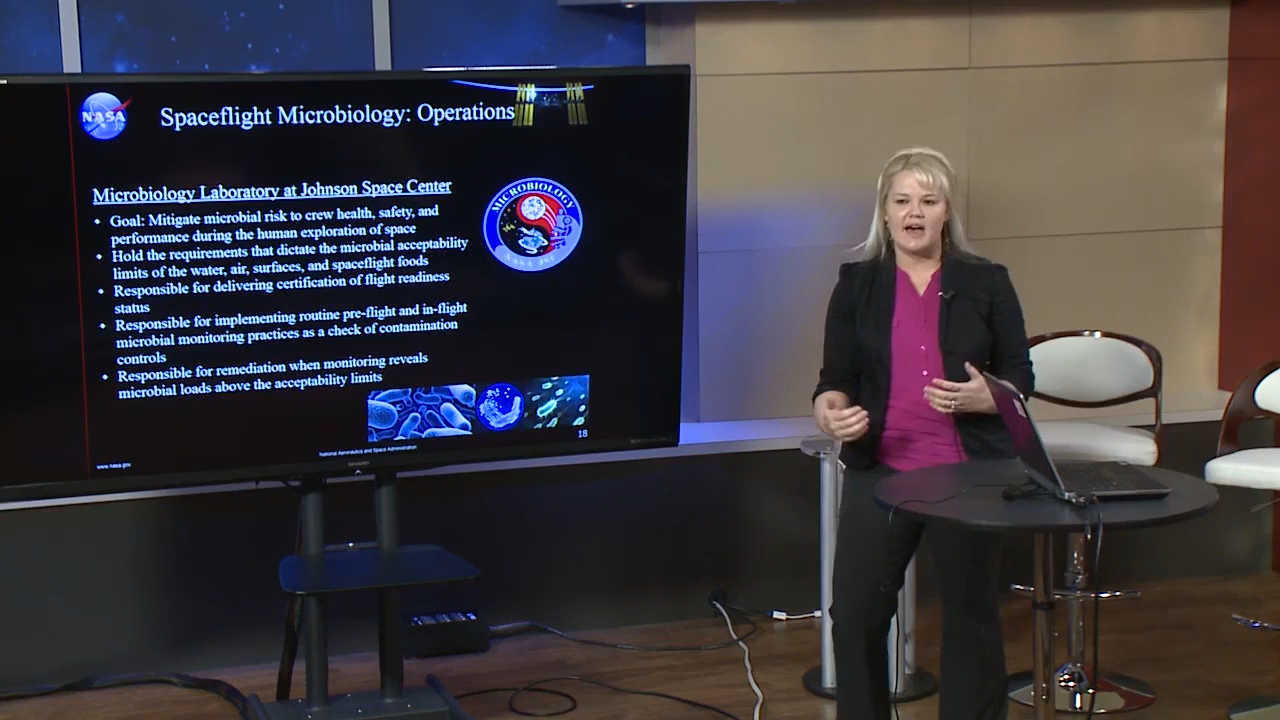 NASA
Spaceflight Microbiology: Operations
Microbiology Laboratory at Johnson Space Center
MICROBIOLOGY
• Goal: Mitigate microbial risk to crew health, safety, and
performance during the human exploration of space
• Hold the requirements that dictate the microbial acceptability
limits of the water, air, surfaces, and spaceflight foods
• Responsible for delivering certification of flight readiness
status
• Responsible for implementing routine pre-flight and in-flight
microbial monitoring practices as a check of contamination
controls
• Responsible for remediation when monitoring reveals
microbial loads above the acceptability limits
18
National Aeronautics and Space Administration
www.nasa.gov